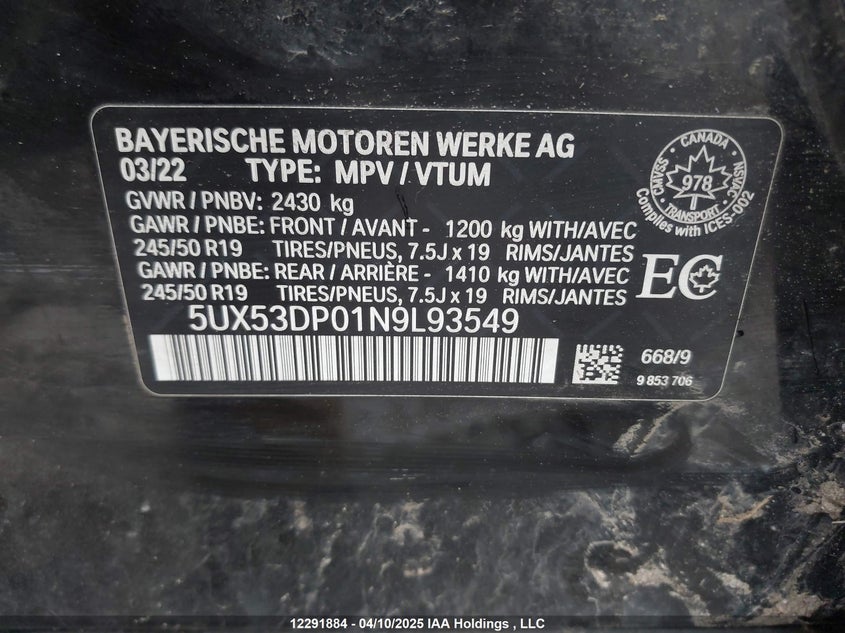 BAYERISCHE MOTOREN WERKE AG
03/22 TYPE: MPV / VTUM
GVWR / PNBV: 2430 kg
GAWR / PNBE: FRONT / AVANT - 1200 kg WITH/AVEC
245/50 R19 TIRES/PNEUS, 7.5J x 19 RIMS/JANTES
GAWR / PNBE: REAR / ARRIÈRE - 1410 kg WITH/AVEC
245/50 R19 TIRES/PNEUS, 7.5J x 19 RIMS/JANTES
5UX53DP01N9L93549
CANADA
CMVSS
NSVAC
978
TRANSPORT
Complies with ICES-002
EC
668/9
9 853 706
12291884 - 04/10/2025 IAA Holdings , LLC